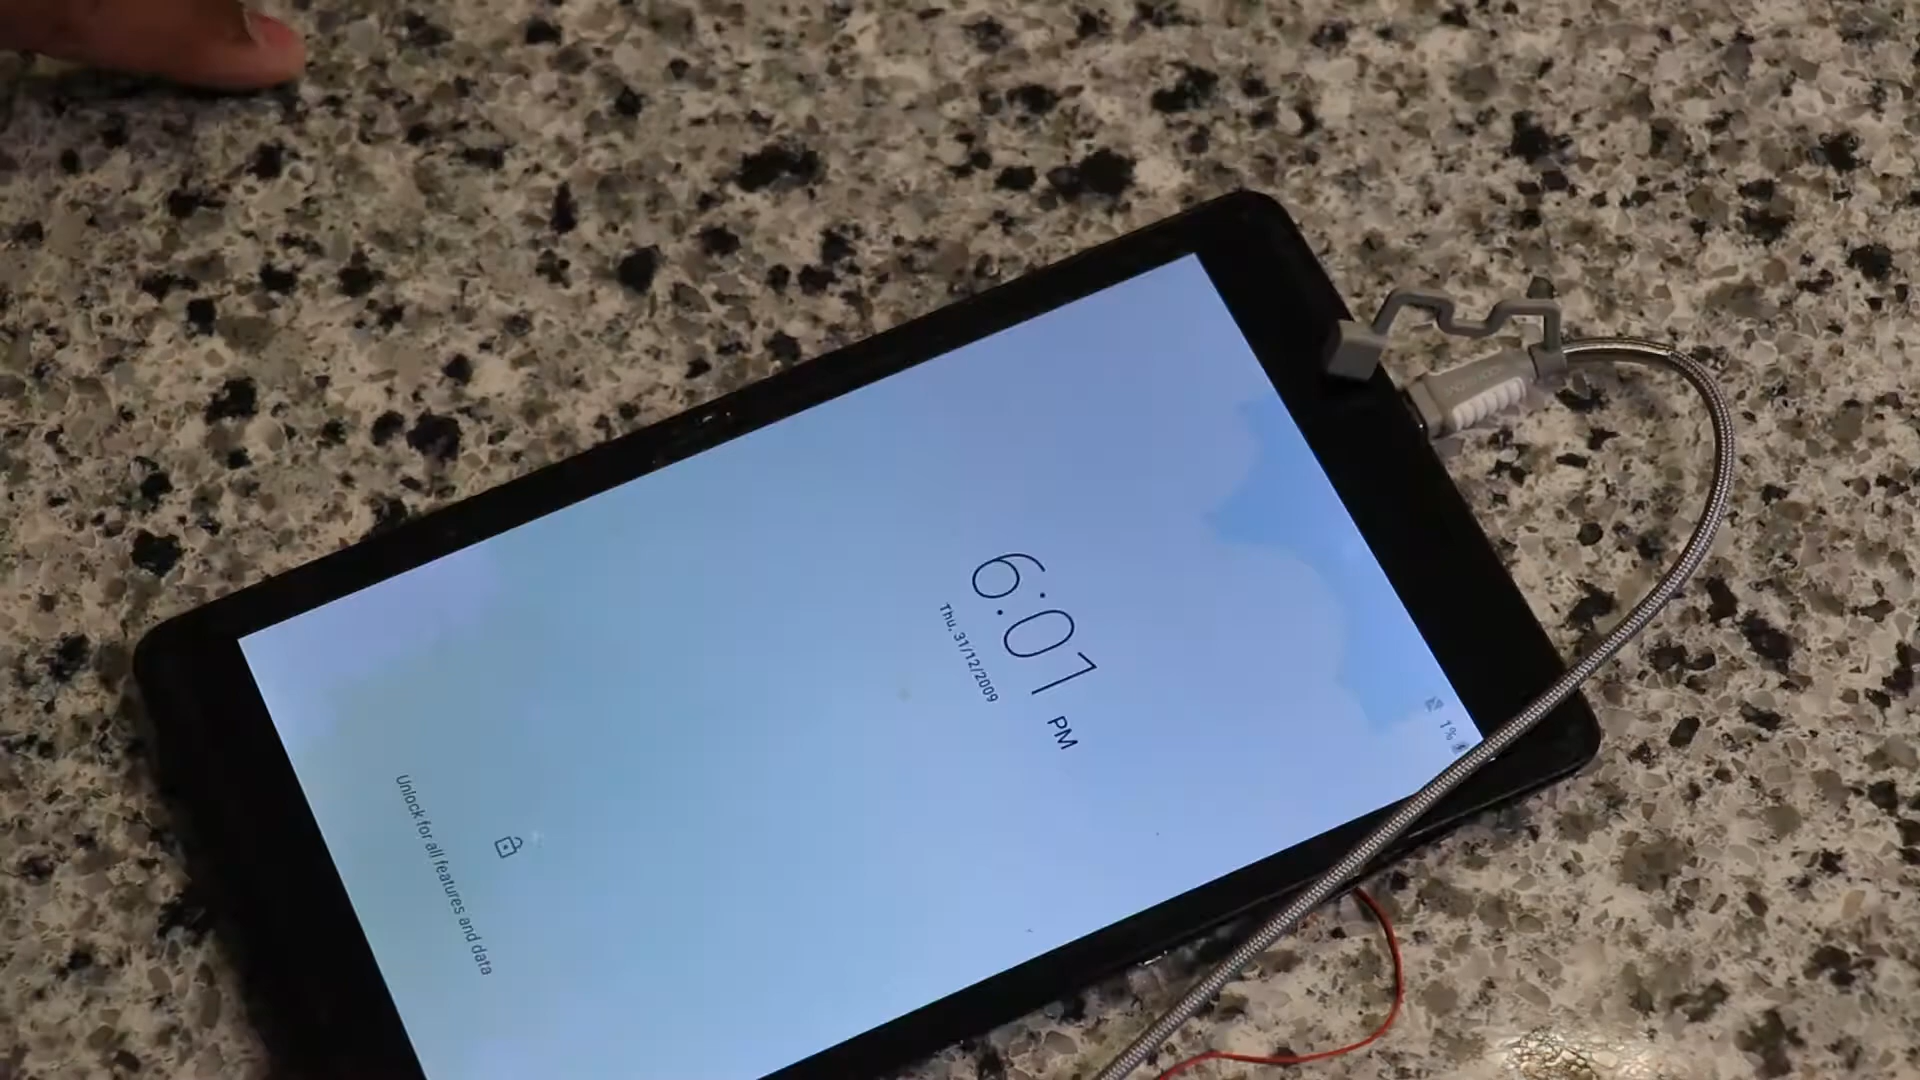 1%
6:01 PM
Thu, 31/12/2009
Unlock for all features and data